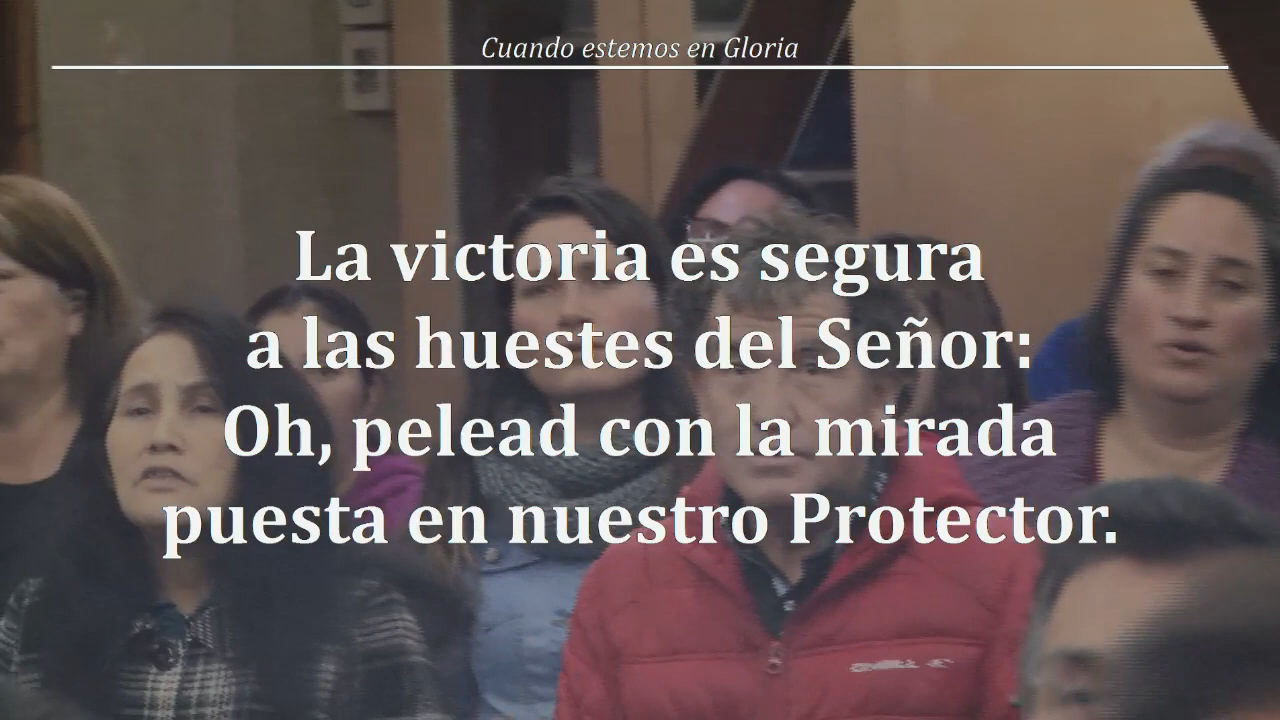 Cuando estemos en Gloria
La victoria es segura
a las huestes del Señor:
Oh, pelead con la mirada
puesta en nuestro Protector.